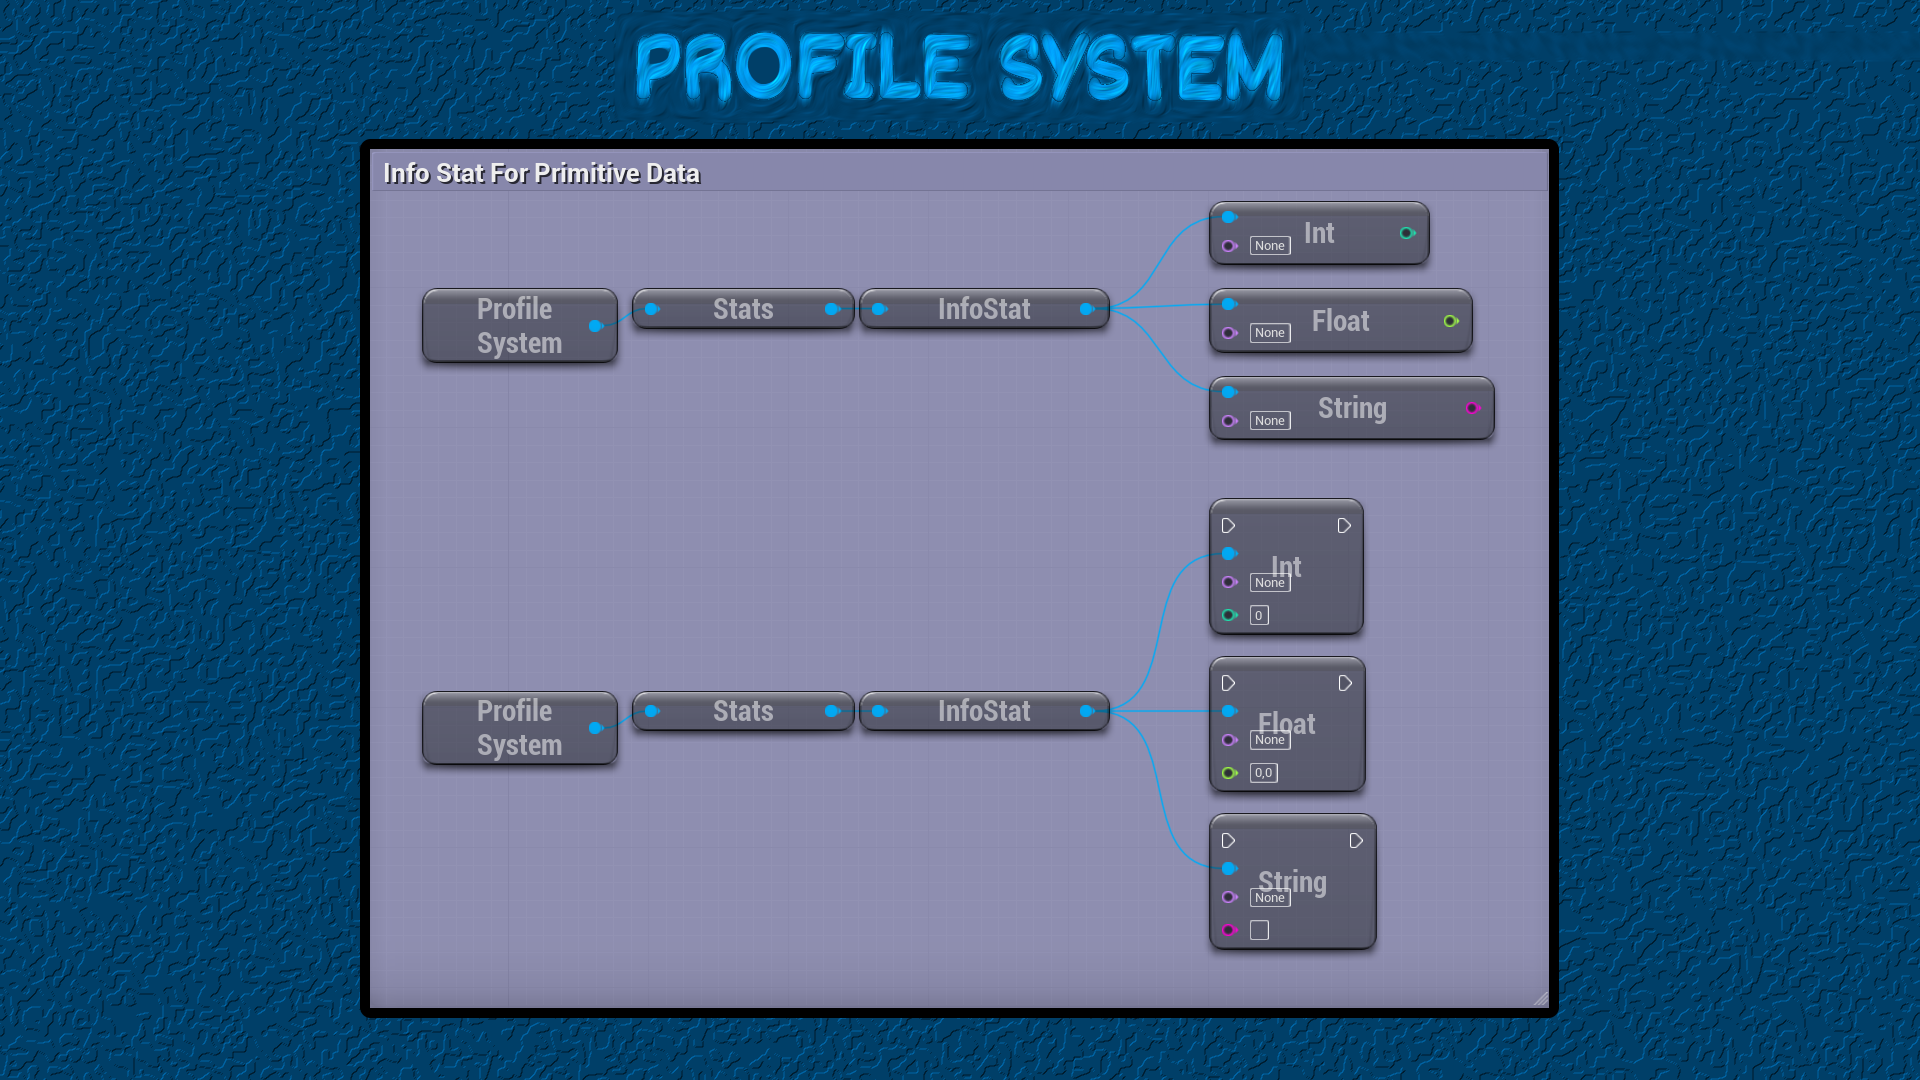 PROFILE SYSTEM
Info Stat For Primitive Data
Int
None
Profile
System
Stats
InfoStat
Float
None
String
None
Int
None
0
Profile
System
Stats
InfoStat
Float
None
0,0
String
None